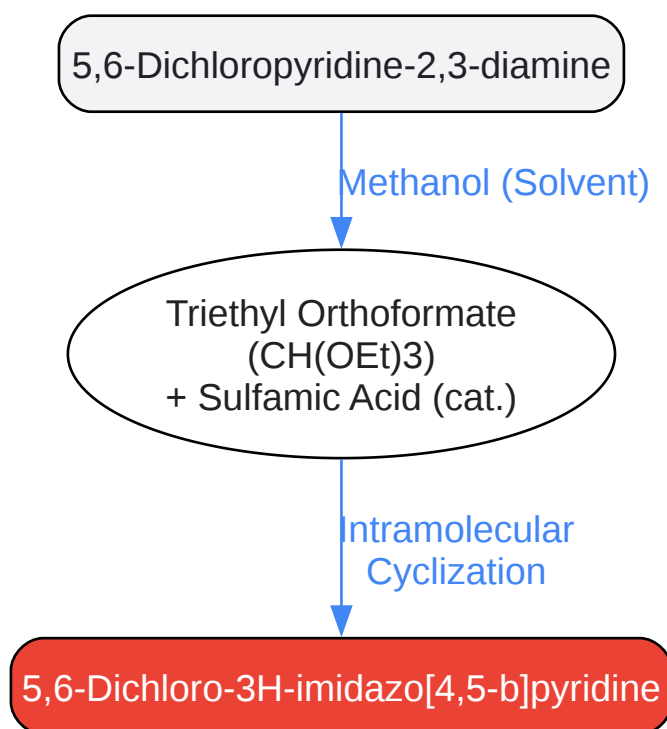 5,6-Dichloropyridine-2,3-diamine
Methanol (Solvent)
Triethyl Orthoformate
(CH(OEt)3)
+ Sulfamic Acid (cat.)
Intramolecular
Cyclization
5,6-Dichloro-3H-imidazo[4,5-b]pyridine